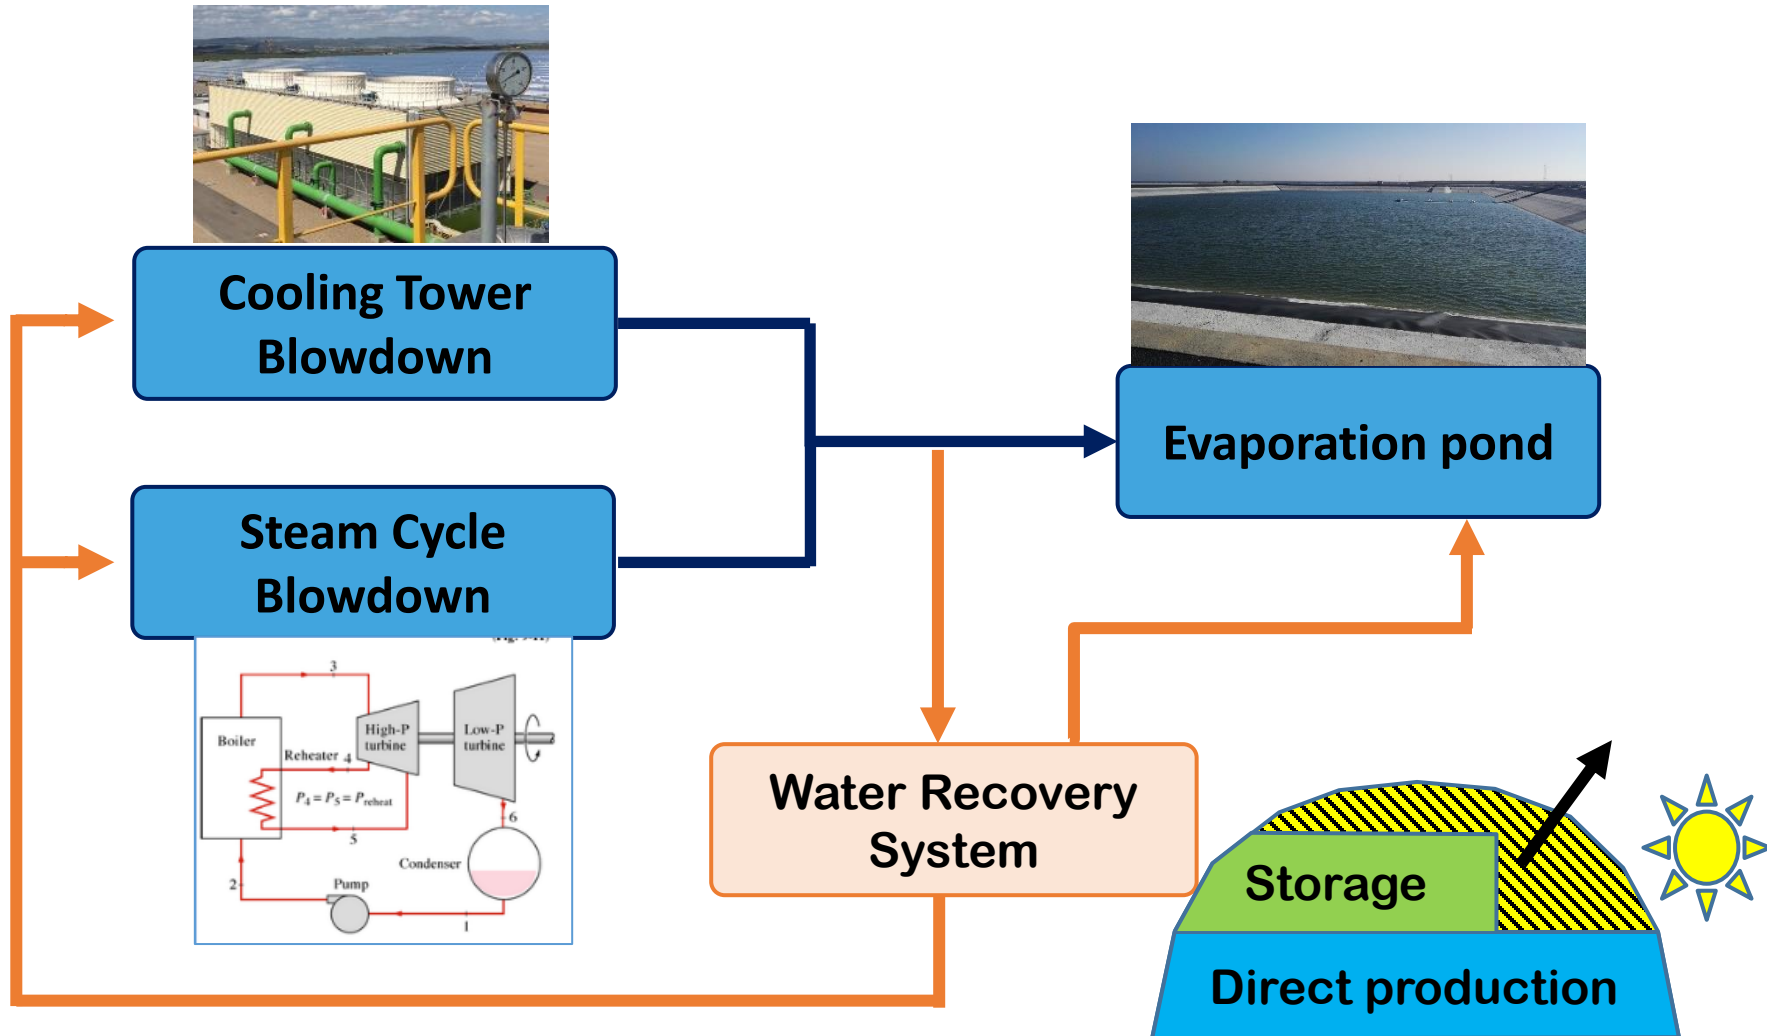 Cooling Tower
Blowdown
Evaporation pond
Steam Cycle
Blowdown
3
High-P
turbine
Low-P
turbine
Boiler
Reheater 4
P4 = P5 = Preheat
5
6
Condenser
2
Pump
1
Water Recovery
System
Storage
Direct production